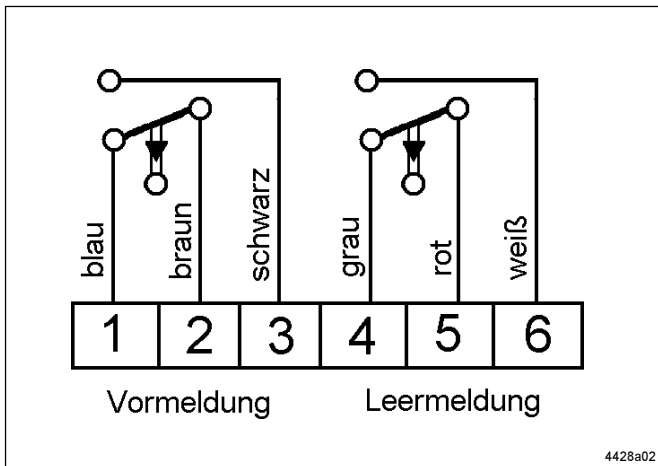 blau
braun
schwarz
grau
rot
weiß
1 2 3 4 5 6
Vormeldung Leermeldung
4428a02